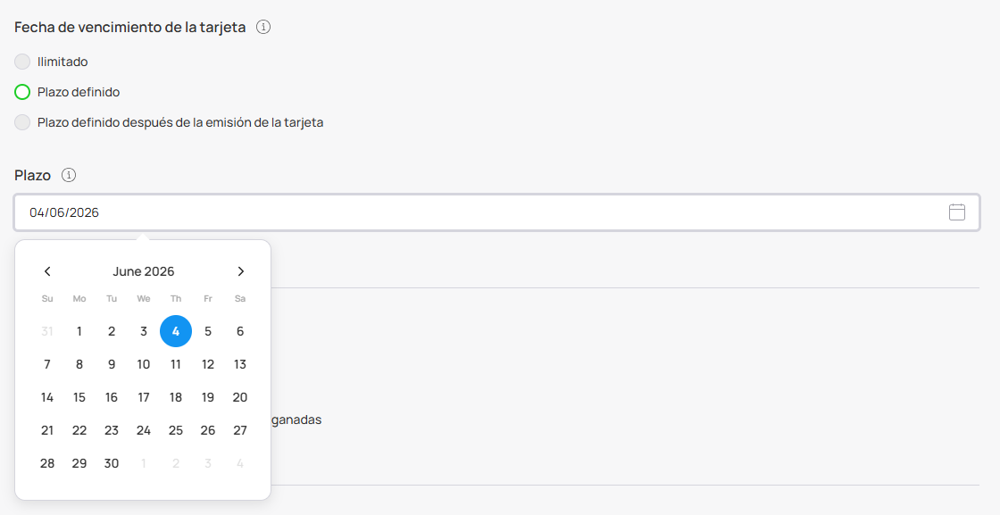 Fecha de vencimiento de la tarjeta
Ilimitado
Plazo definido
Plazo definido después de la emisión de la tarjeta
Plazo
04/06/2026
June 2026
Su Mo Tu We Th Fr Sa
31 1 2 3 4 5 6
7 8 9 10 11 12 13
14 15 16 17 18 19 20
ganadas
21 22 23 24 25 26 27
28 29 30 1 2 3 4